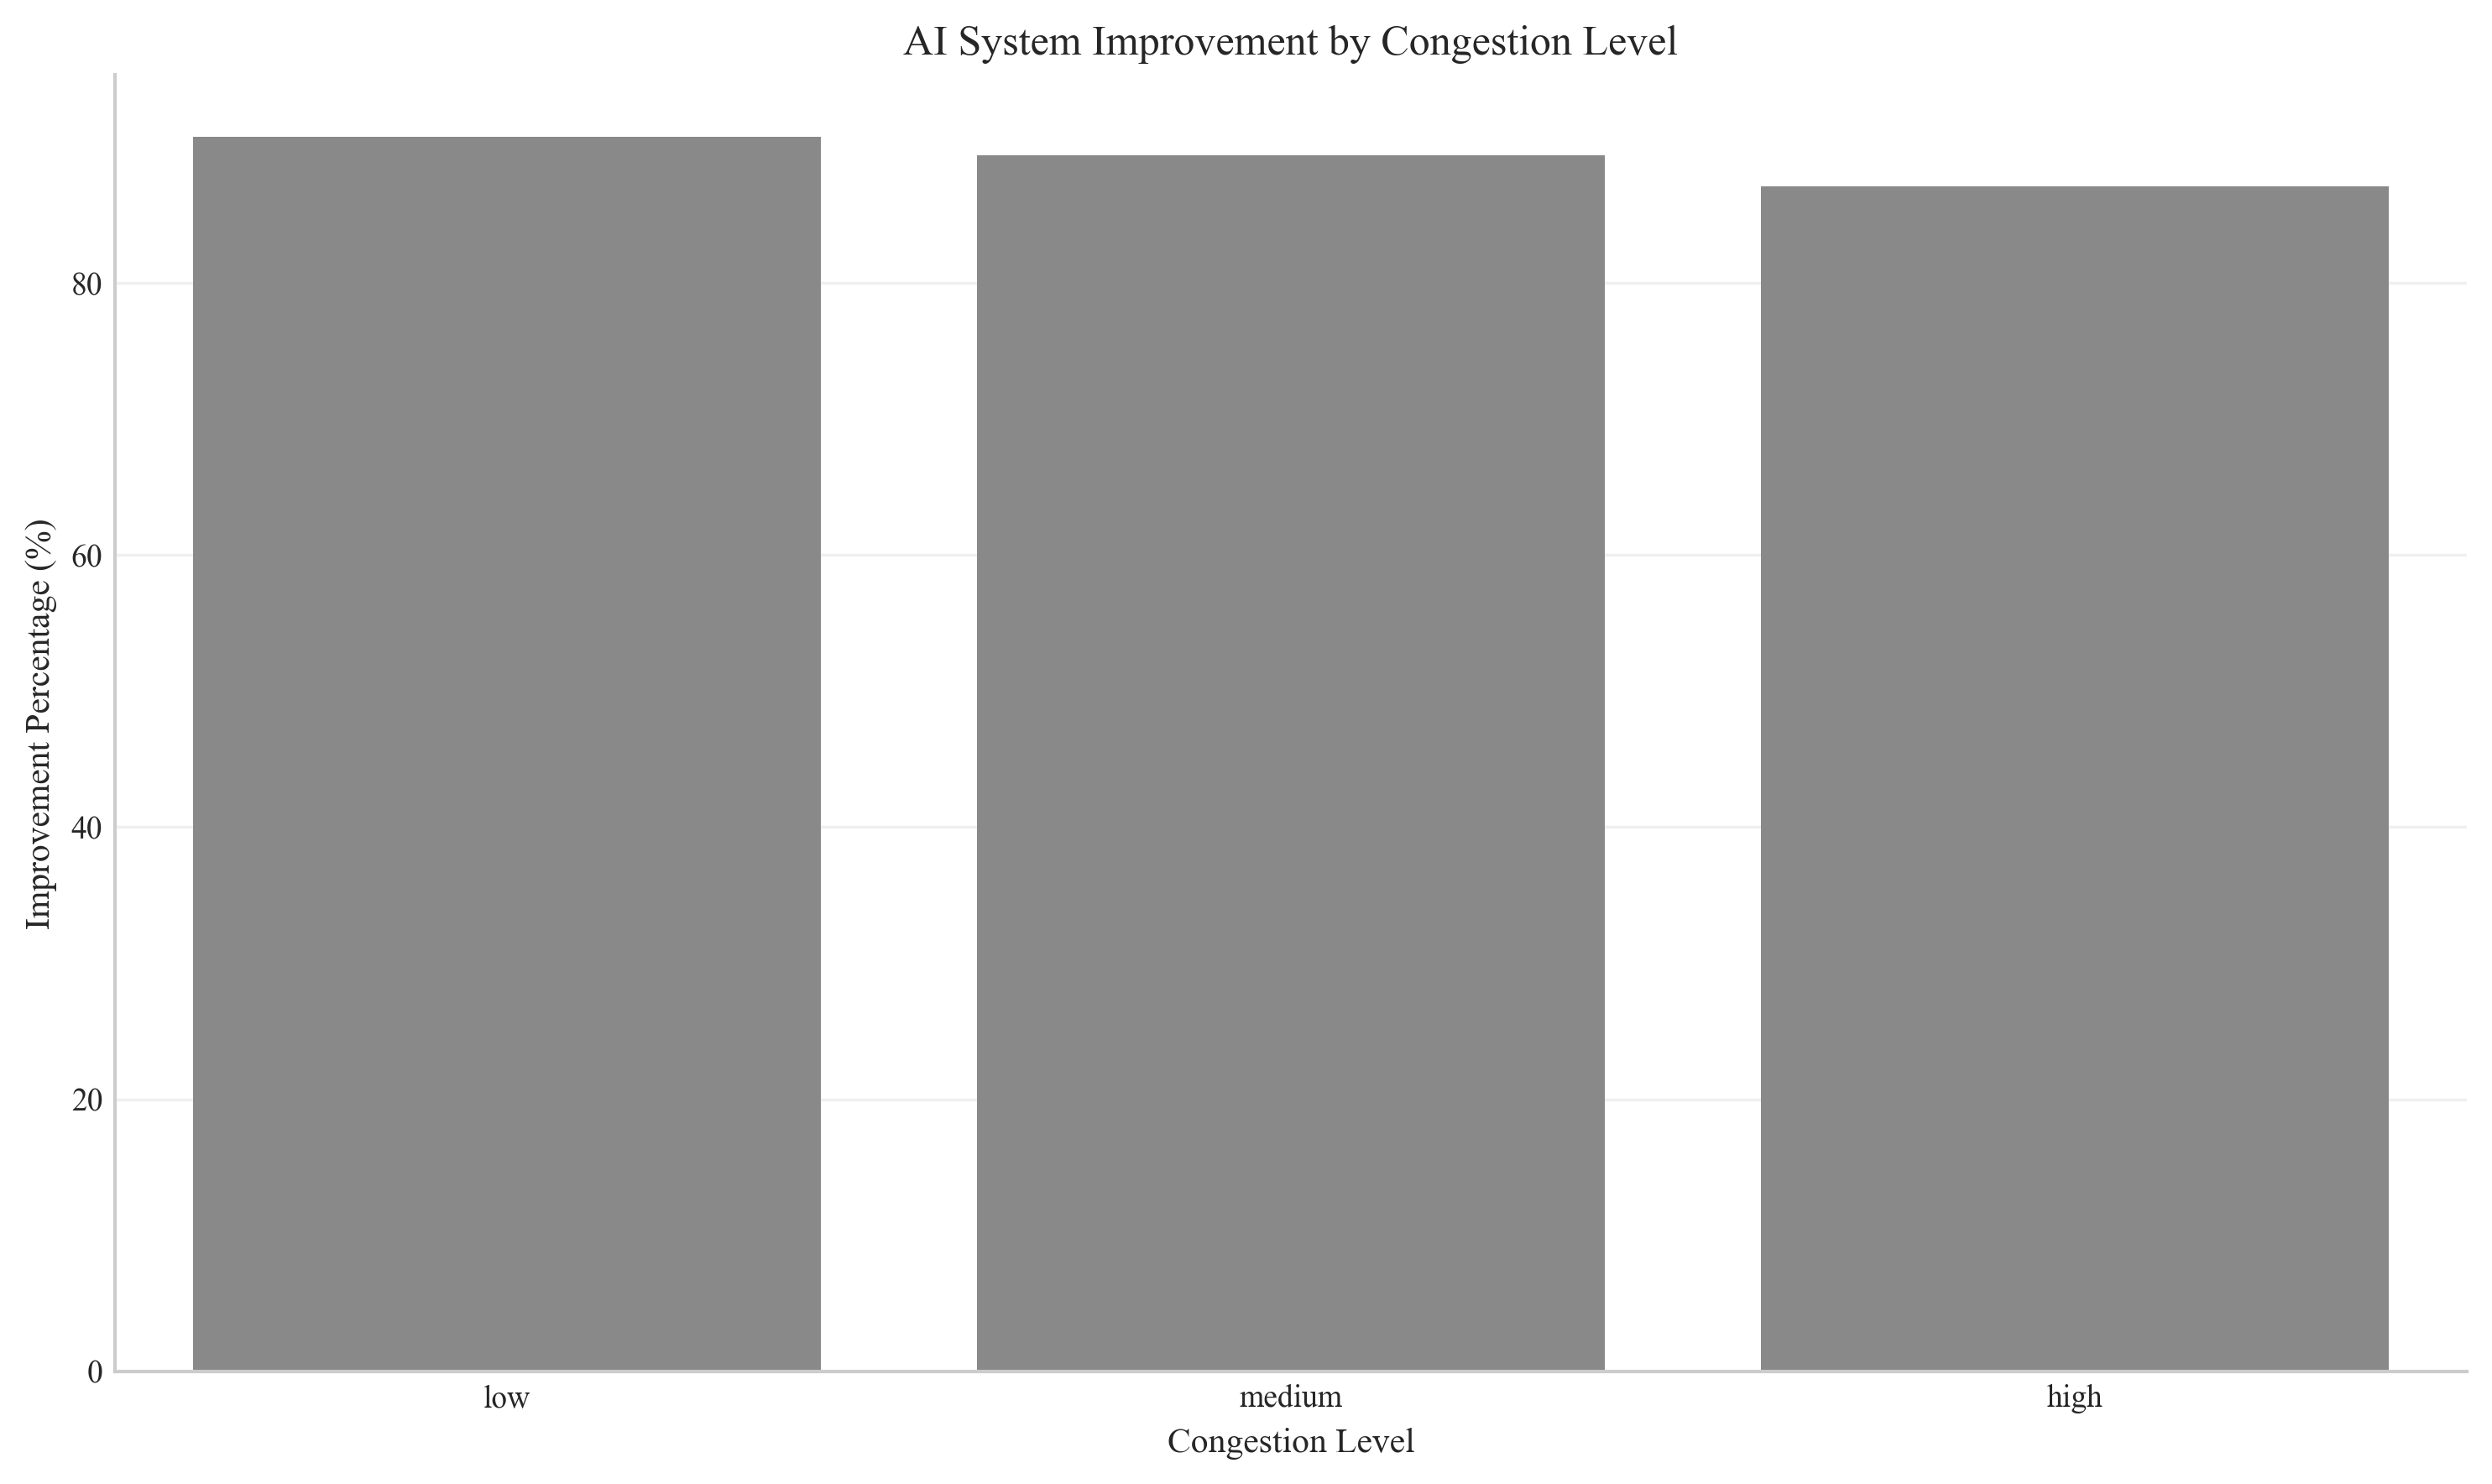 AI System Improvement by Congestion Level
Improvement Percentage (%)
80
60
40
20
0
low medium high
Congestion Level